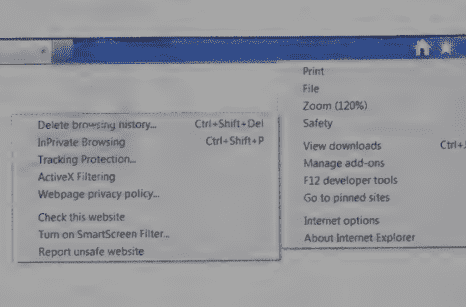 Print
File
Zoom (120%)
Safety
View downloads
Manage add-ons
F12 developer tools
Go to pinned sites
Internet options
About Internet Explorer
Delete browsing history... Ctrl+Shift+Del
InPrivate Browsing Ctrl+Shift+P
Tracking Protection...
ActiveX Filtering
Webpage privacy policy...
Check this website
Turn on SmartScreen Filter...
Report unsafe website